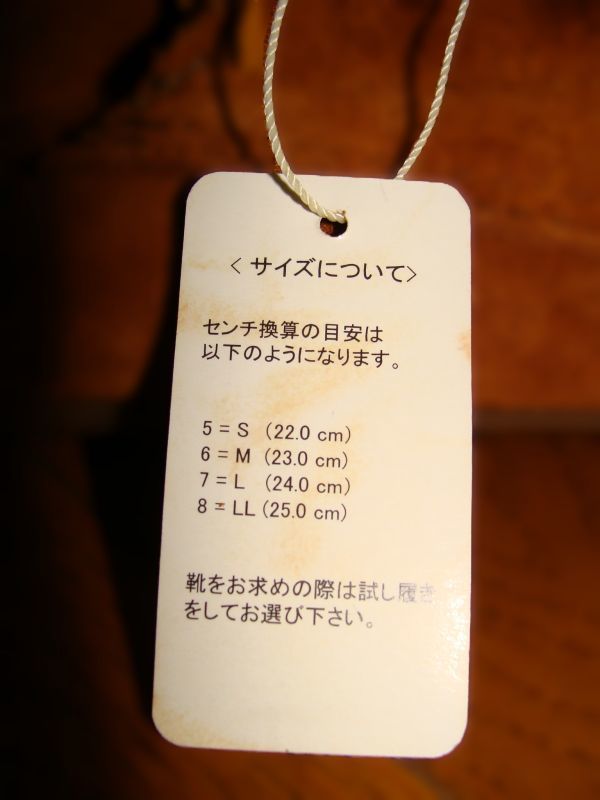 < サイズについて>
センチ換算の目安は
以下のようになります。
5 = S (22.0 cm)
6 = M (23.0 cm)
7 = L (24.0 cm)
8 = LL (25.0 cm)
靴をお求めの際は試し履き
をしてお選び下さい。